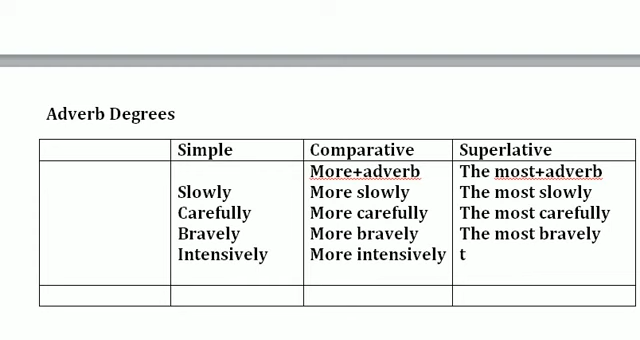 Adverb Degrees
Simple Comparative Superlative
More+adverb The most+adverb
Slowly More slowly The most slowly
Carefully More carefully The most carefully
Bravely More bravely The most bravely
Intensively More intensively t